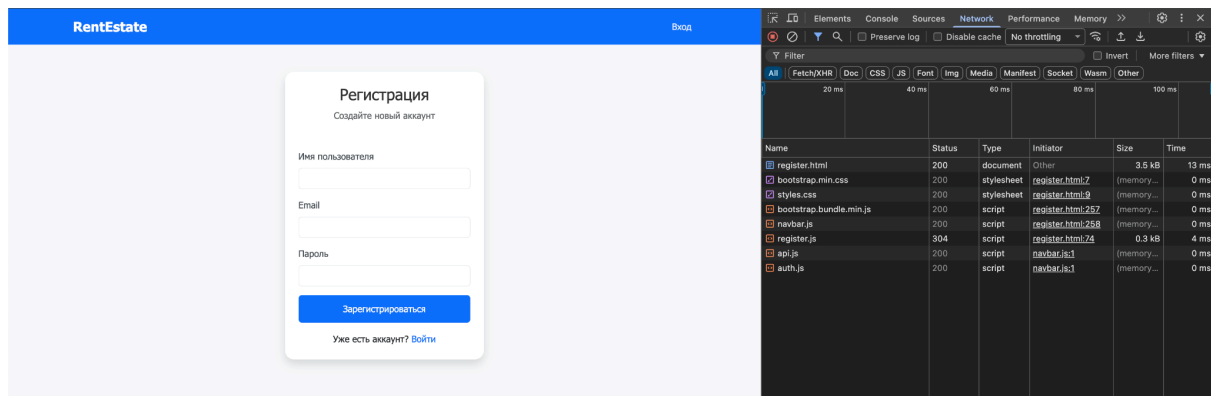 RentEstate
Вход
Регистрация
Создайте новый аккаунт
Имя пользователя
Email
Пароль
Зарегистрироваться
Уже есть аккаунт? Войти
Elements Console Sources Network Performance Memory
Preserve log Disable cache No throttling
Filter Invert More filters
All Fetch/XHR Doc CSS JS Font Img Media Manifest Socket Wasm Other
20 ms 40 ms 60 ms 80 ms 100 ms
Name Status Type Initiator Size Time
register.html 200 document Other 3.5 kB 13 ms
bootstrap.min.css 200 stylesheet register.html:7 (memory... 0 ms
styles.css 200 stylesheet register.html:9 (memory... 0 ms
bootstrap.bundle.min.js 200 script register.html:257 (memory... 0 ms
navbar.js 200 script register.html:258 (memory... 0 ms
register.js 304 script register.html:74 0.3 kB 4 ms
api.js 200 script navbar.js:1 (memory... 0 ms
auth.js 200 script navbar.js:1 (memory... 0 ms